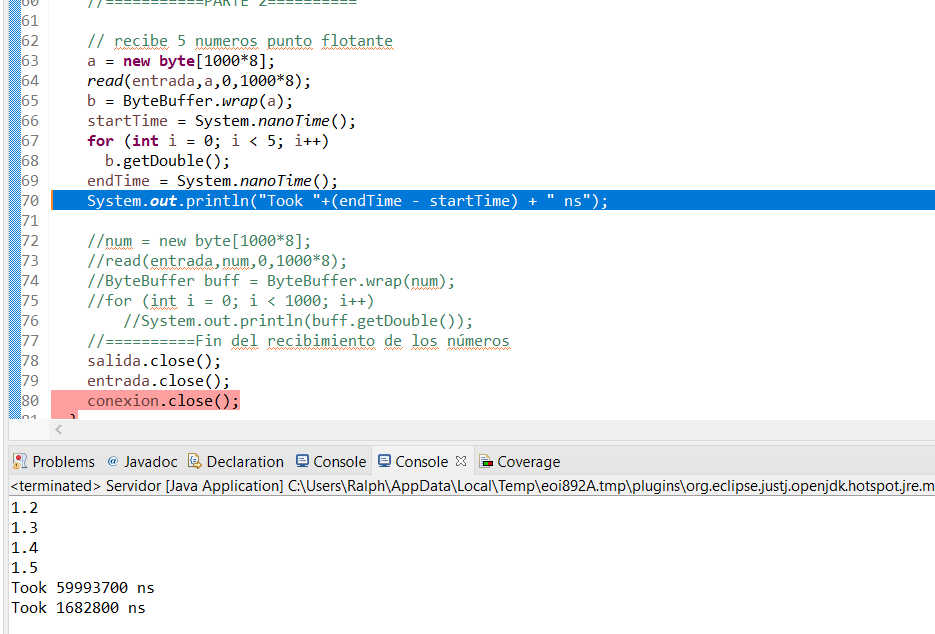 60 //===========PARTE 2==========
61
62 // recibe 5 numeros punto flotante
63 a = new byte[1000*8];
64 read(entrada,a,0,1000*8);
65 b = ByteBuffer.wrap(a);
66 startTime = System.nanoTime();
67 for (int i = 0; i < 5; i++)
68 b.getDouble();
69 endTime = System.nanoTime();
70 System.out.println("Took "+(endTime - startTime) + " ns");
71
72 //num = new byte[1000*8];
73 //read(entrada,num,0,1000*8);
74 //ByteBuffer buff = ByteBuffer.wrap(num);
75 //for (int i = 0; i < 1000; i++)
76 //System.out.println(buff.getDouble());
77 //==========Fin del recibimiento de los números
78 salida.close();
79 entrada.close();
80 conexion.close();
81 }
Problems @ Javadoc Declaration Console Console Coverage
<terminated> Servidor [Java Application] C:\Users\Ralph\AppData\Local\Temp\eoi892A.tmp\plugins\org.eclipse.justj.openjdk.hotspot.jre.m
1.2
1.3
1.4
1.5
Took 59993700 ns
Took 1682800 ns